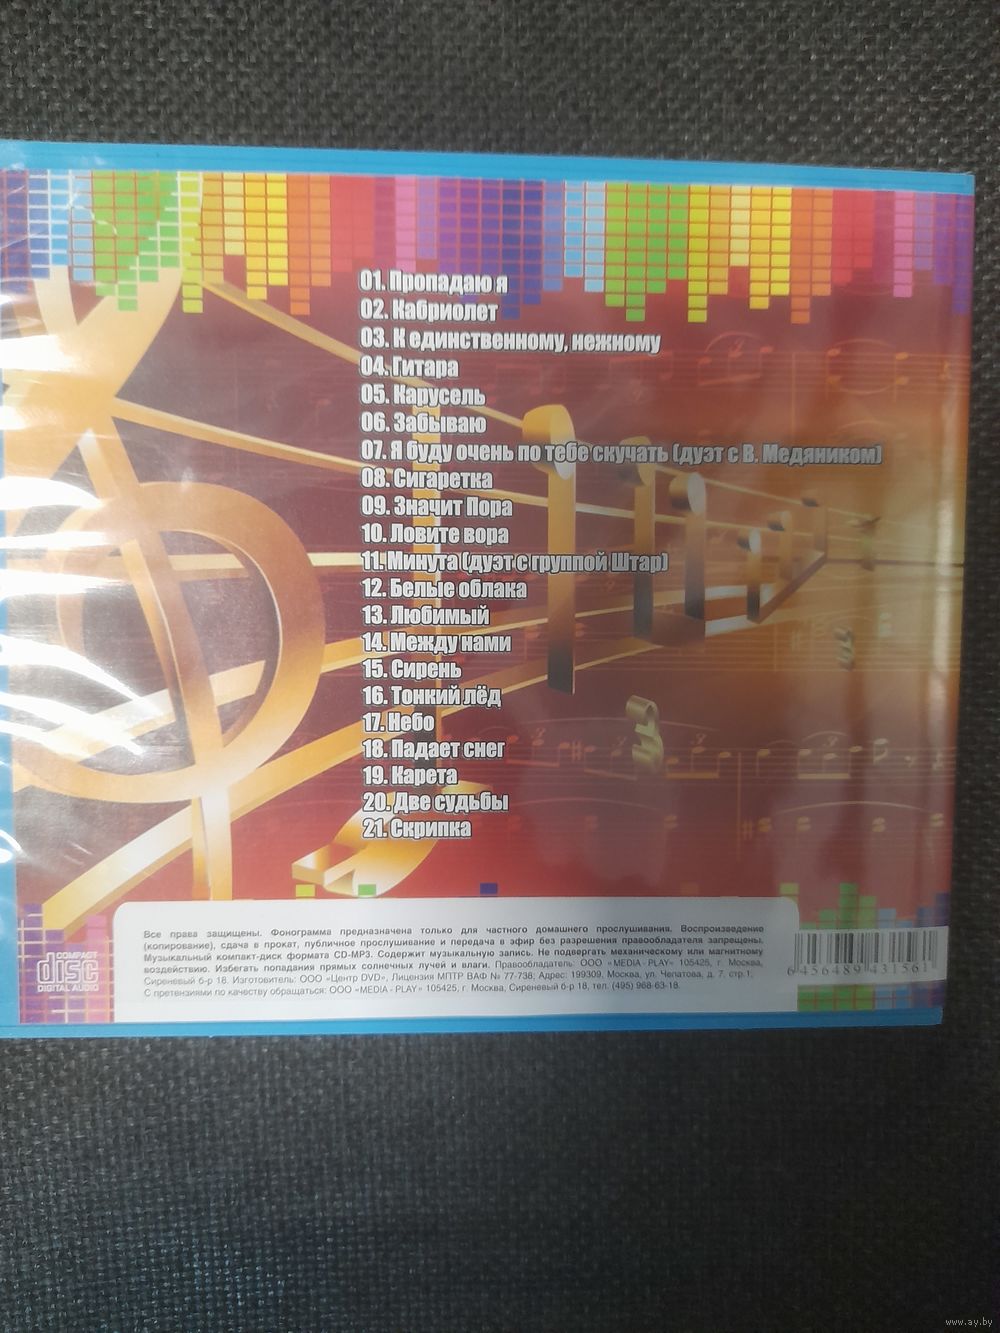 01. Пропадаю я
02. Кабриолет
03. К единственному, нежному
04. Гитара
05. Карусель
06. Забываю
07. Я буду очень по тебе скучать (дуэт с В. Медяником)
08. Сигаретка
09. Значит Пора
10. Ловите вора
11. Минута (дуэт с группой Штар)
12. Белые облака
13. Любимый
14. Между нами
15. Сирень
16. Тонкий лёд
17. Небо
18. Падает снег
19. Карета
20. Две судьбы
21. Скрипка
COMPACT
disc
DIGITAL AUDIO
Все права защищены. Фонограмма предназначена только для частного домашнего прослушивания. Воспроизведение
(копирование), сдача в прокат, публичное прослушивание и передача в эфир без разрешения правообладателя запрещены.
Музыкальный компакт-диск формата CD-MP3. Содержит музыкальную запись. Не подвергать механическому или магнитному
воздействию. Избегать попадания прямых солнечных лучей и влаги. Правообладатель: ООО «MEDIA - PLAY» 105425, г. Москва,
Сиреневый б-р 18. Изготовитель: ООО «Центр DVD», Лицензия МПТР ВАФ № 77-738; Адрес: 199309, Москва, ул. Чепатова, д. 7, стр.1,
С претензиями по качеству обращаться: ООО «MEDIA - PLAY» 105425, г. Москва, Сиреневый б-р 18, тел. (495) 968-63-18.
6 456489 431561
www.ay.by